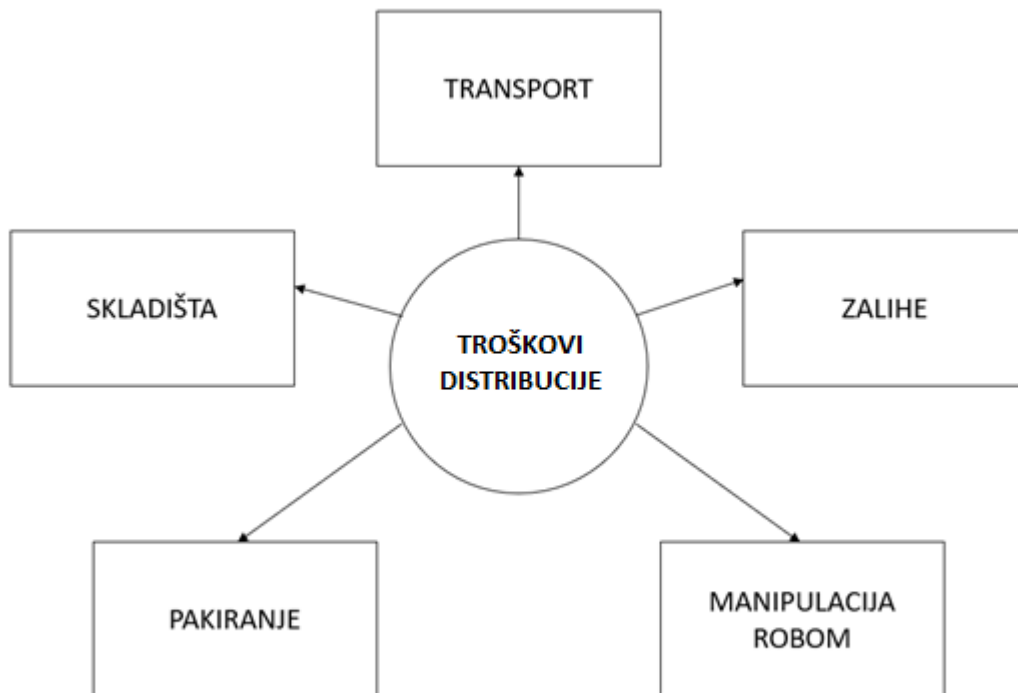 TRANSPORT
SKLADIŠTA
ZALIHE
TROŠKOVI
DISTRIBUCIJE
PAKIRANJE
MANIPULACIJA
ROBOM